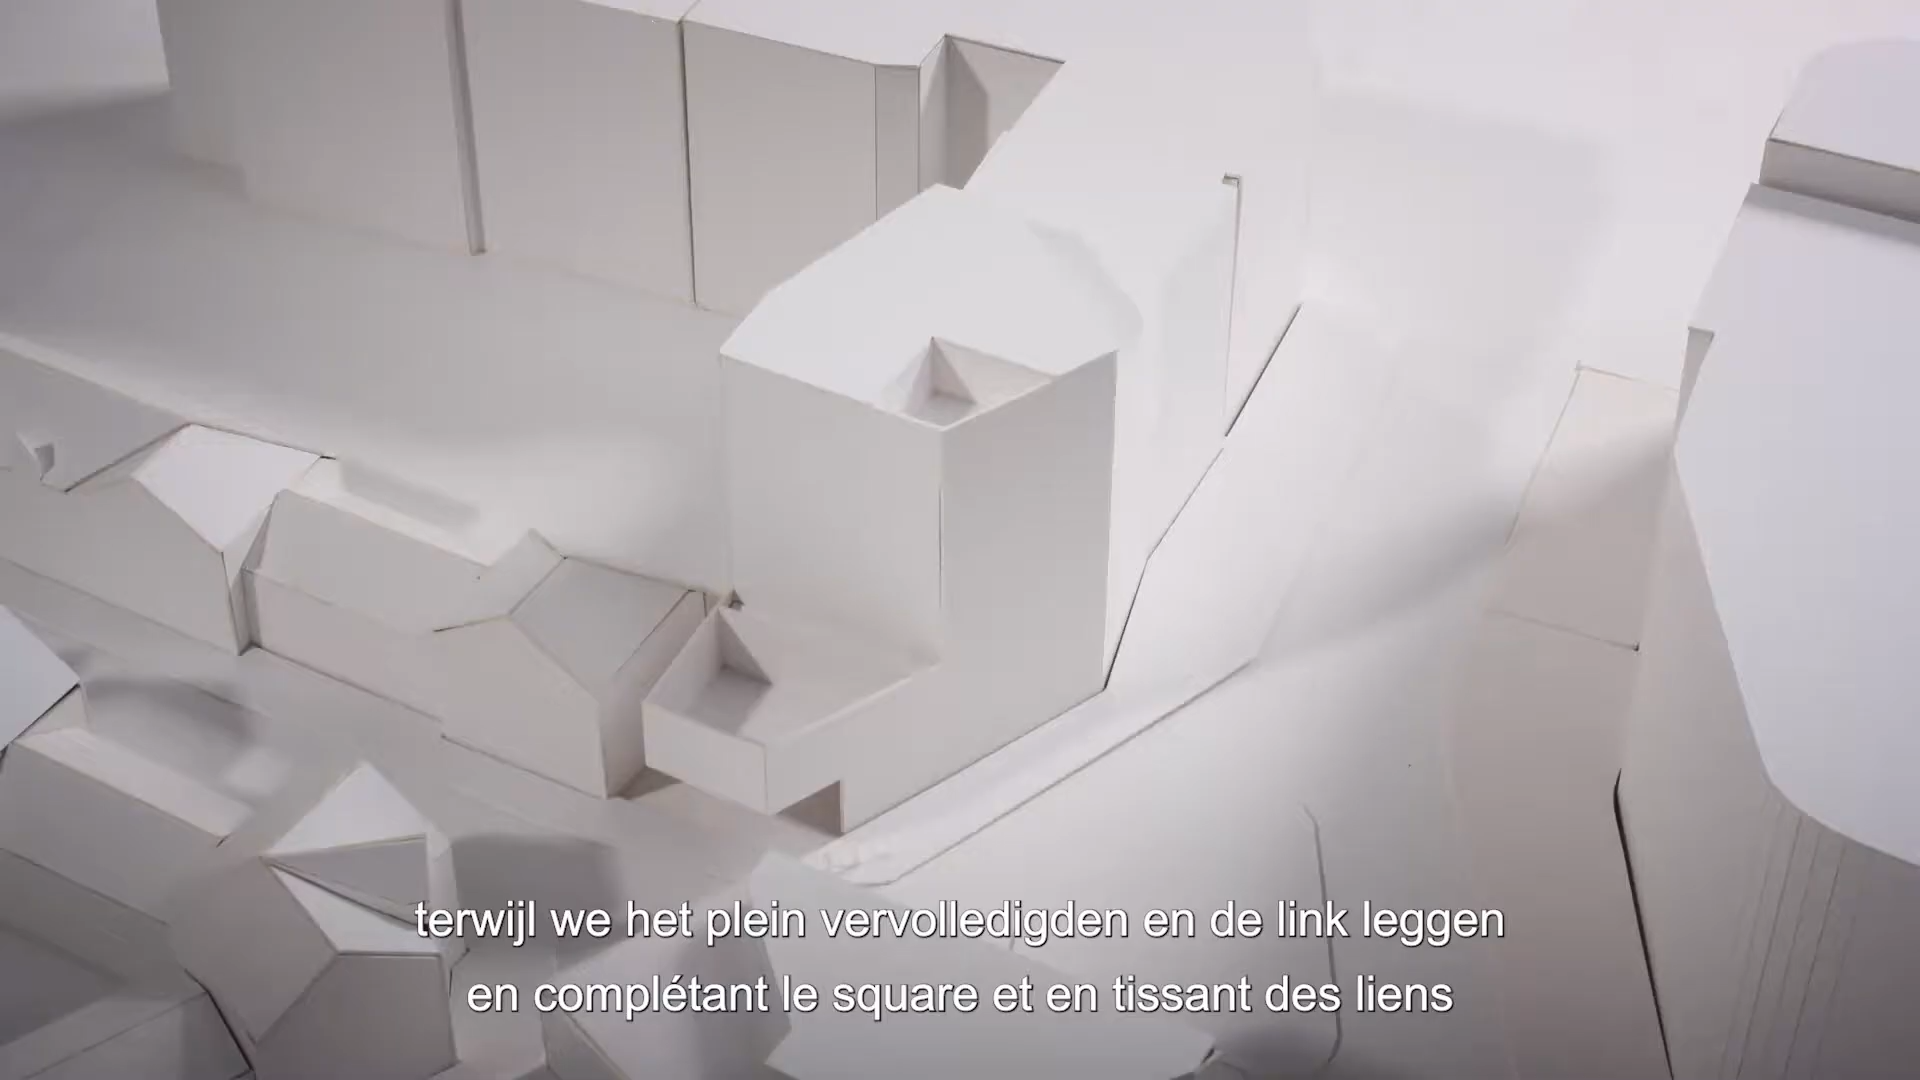 terwijl we het plein vervolledigden en de link leggen
en complétant le square et en tissant des liens